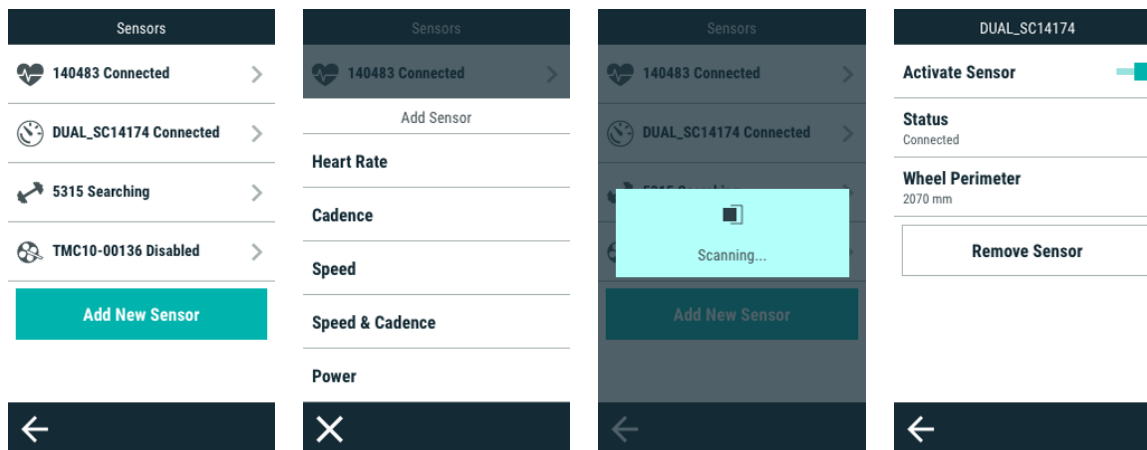 Sensors
140483 Connected
DUAL_SC14174 Connected
5315 Searching
TMC10-00136 Disabled
Add New Sensor
Sensors
140483 Connected
Add Sensor
Heart Rate
Cadence
Speed
Speed & Cadence
Power
Sensors
140483 Connected
DUAL_SC14174 Connected
Scanning...
Add New Sensor
DUAL_SC14174
Activate Sensor
Status
Connected
Wheel Perimeter
2070 mm
Remove Sensor